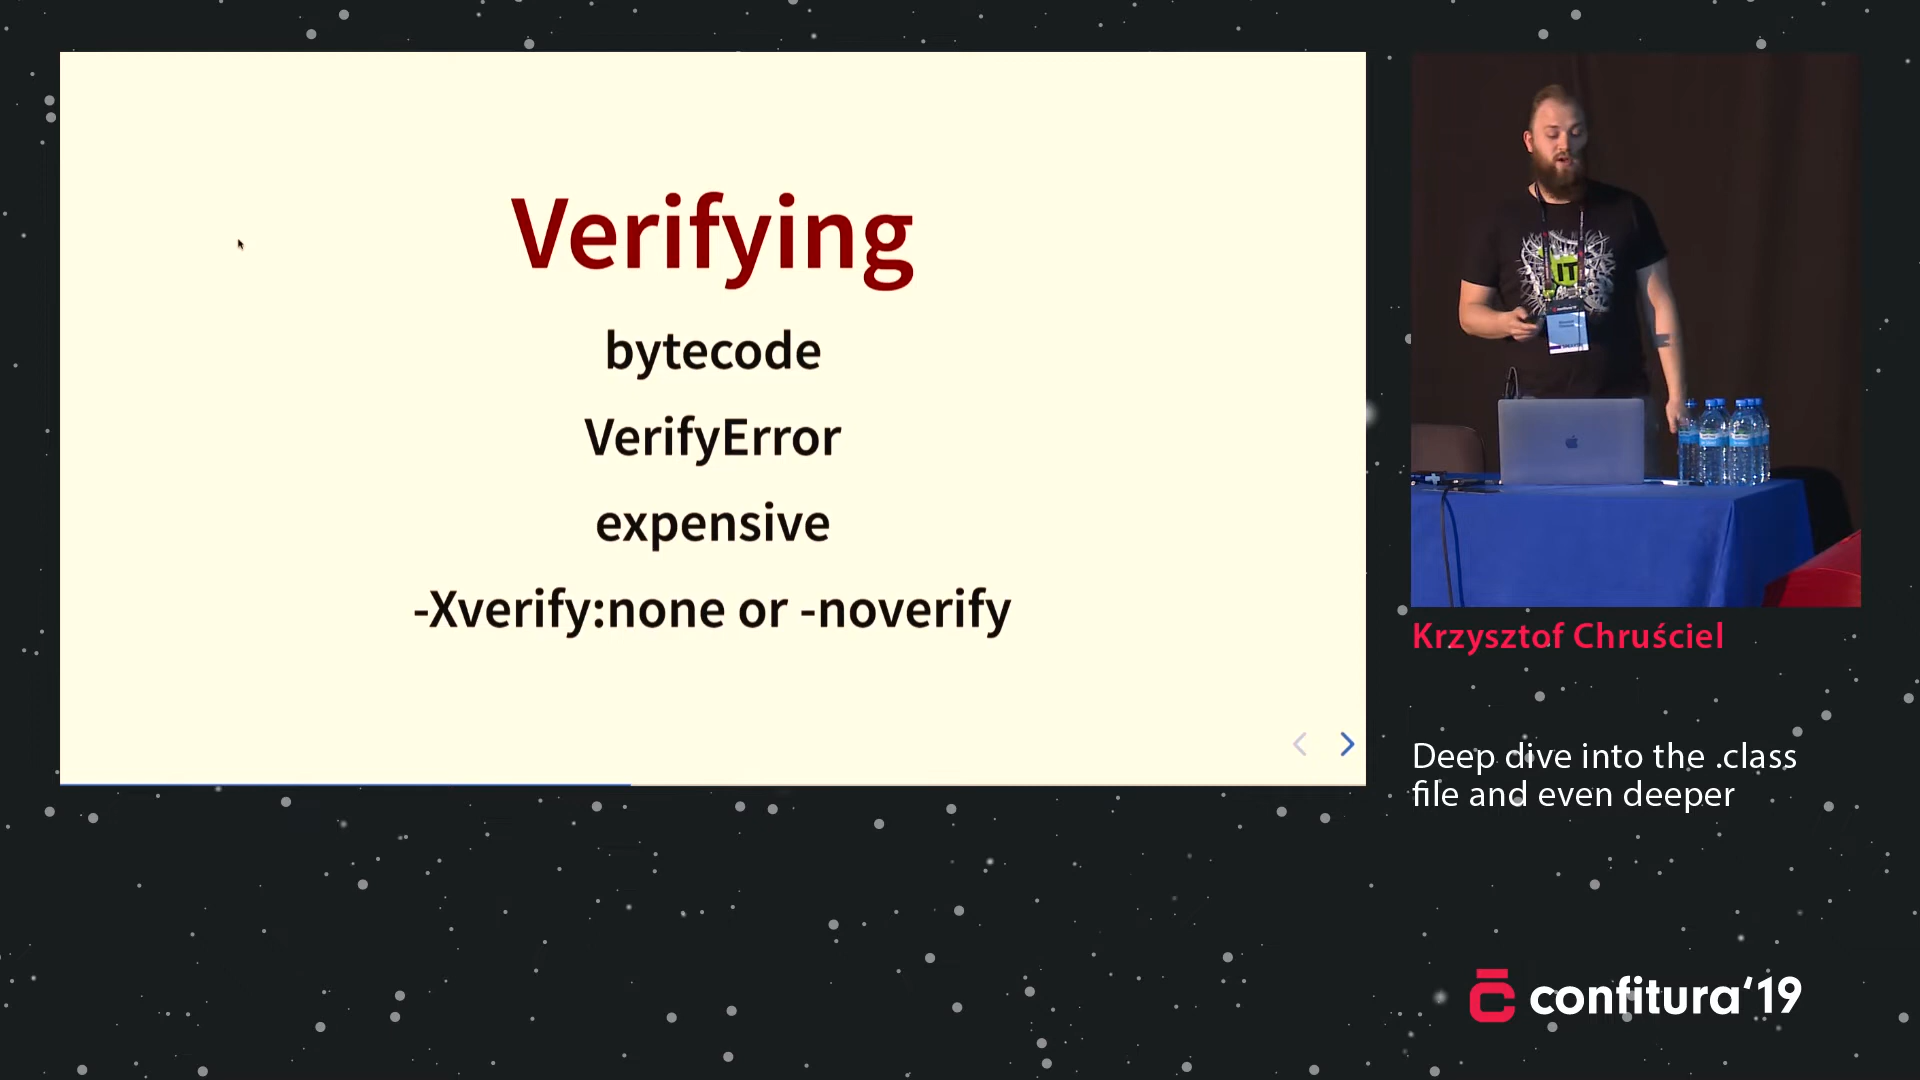 Verifying
bytecode
VerifyError
expensive
-Xverify:none or -noverify
IT
Krzysztof Chruściel
Deep dive into the .class
file and even deeper
confitura‘19